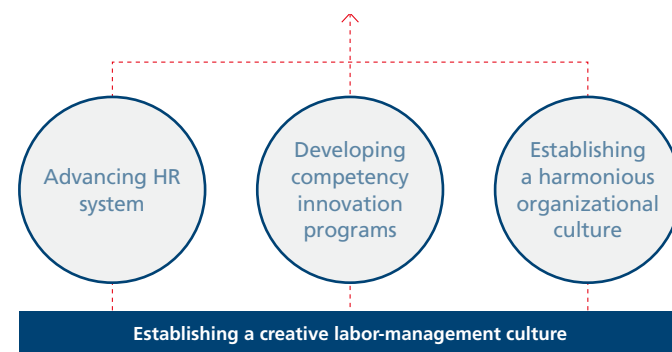 Advancing HR
system
Developing
competency
innovation
programs
Establishing
a harmonious
organizational
culture
Establishing a creative labor-management culture